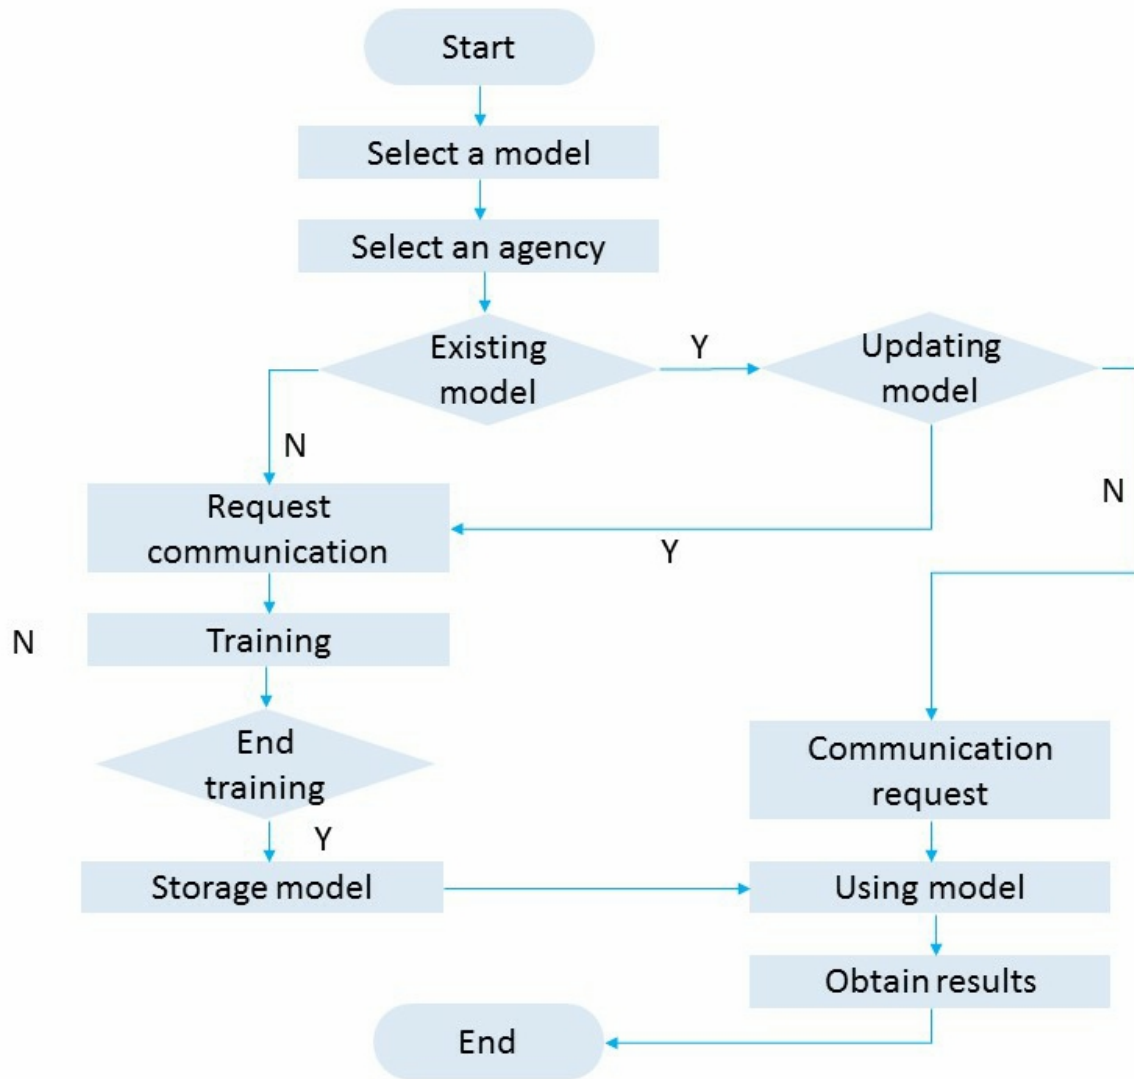 Start
Select a model
Select an agency
Existing
model
Y
Updating
model
N
N
Request
communication
Y
N
Training
End
training
Communication
request
Y
Storage model
Using model
Obtain results
End